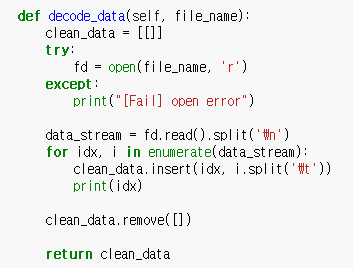 def decode_data(self, file_name):
    clean_data = [[]]
    try:
        fd = open(file_name, 'r')
    except:
        print("[Fail] open error")

    data_stream = fd.read().split('₩n')
    for idx, i in enumerate(data_stream):
        clean_data.insert(idx, i.split('₩t'))
        print(idx)

    clean_data.remove([])

    return clean_data